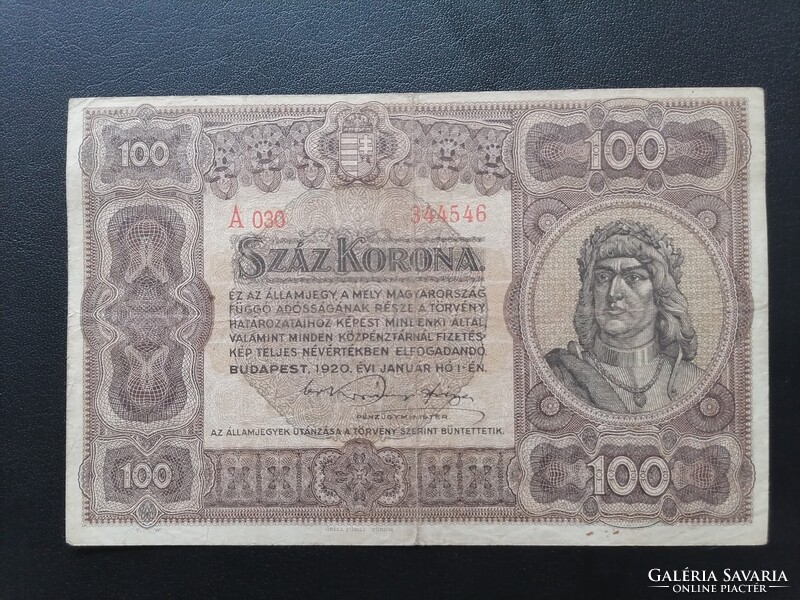 100
100
A 030 344546
SZÁZ KORONA.
EZ AZ ÁLLAMJEGY, A MELY MAGYARORSZÁG
FÜGGŐ ADÓSSÁGÁNAK RÉSZE A TÖRVÉNY
HATÁROZATAIHOZ KÉPEST MINDENKI ÁLTAL,
VALAMINT MINDEN KÖZPÉNZTÁRNÁL FIZETÉS-
KÉP TELJES NÉVÉRTÉKBEN ELFOGADANDÓ.
BUDAPEST, 1920. ÉVI JANUÁR HÓ 1-ÉN.
PÉNZÜGYMINISTER
AZ ÁLLAMJEGYEK UTÁNZÁSA A TÖRVÉNY SZERINT BÜNTETTETIK.
100
100
GALÉRIA SAVARIA
ONLINE PIACTÉR